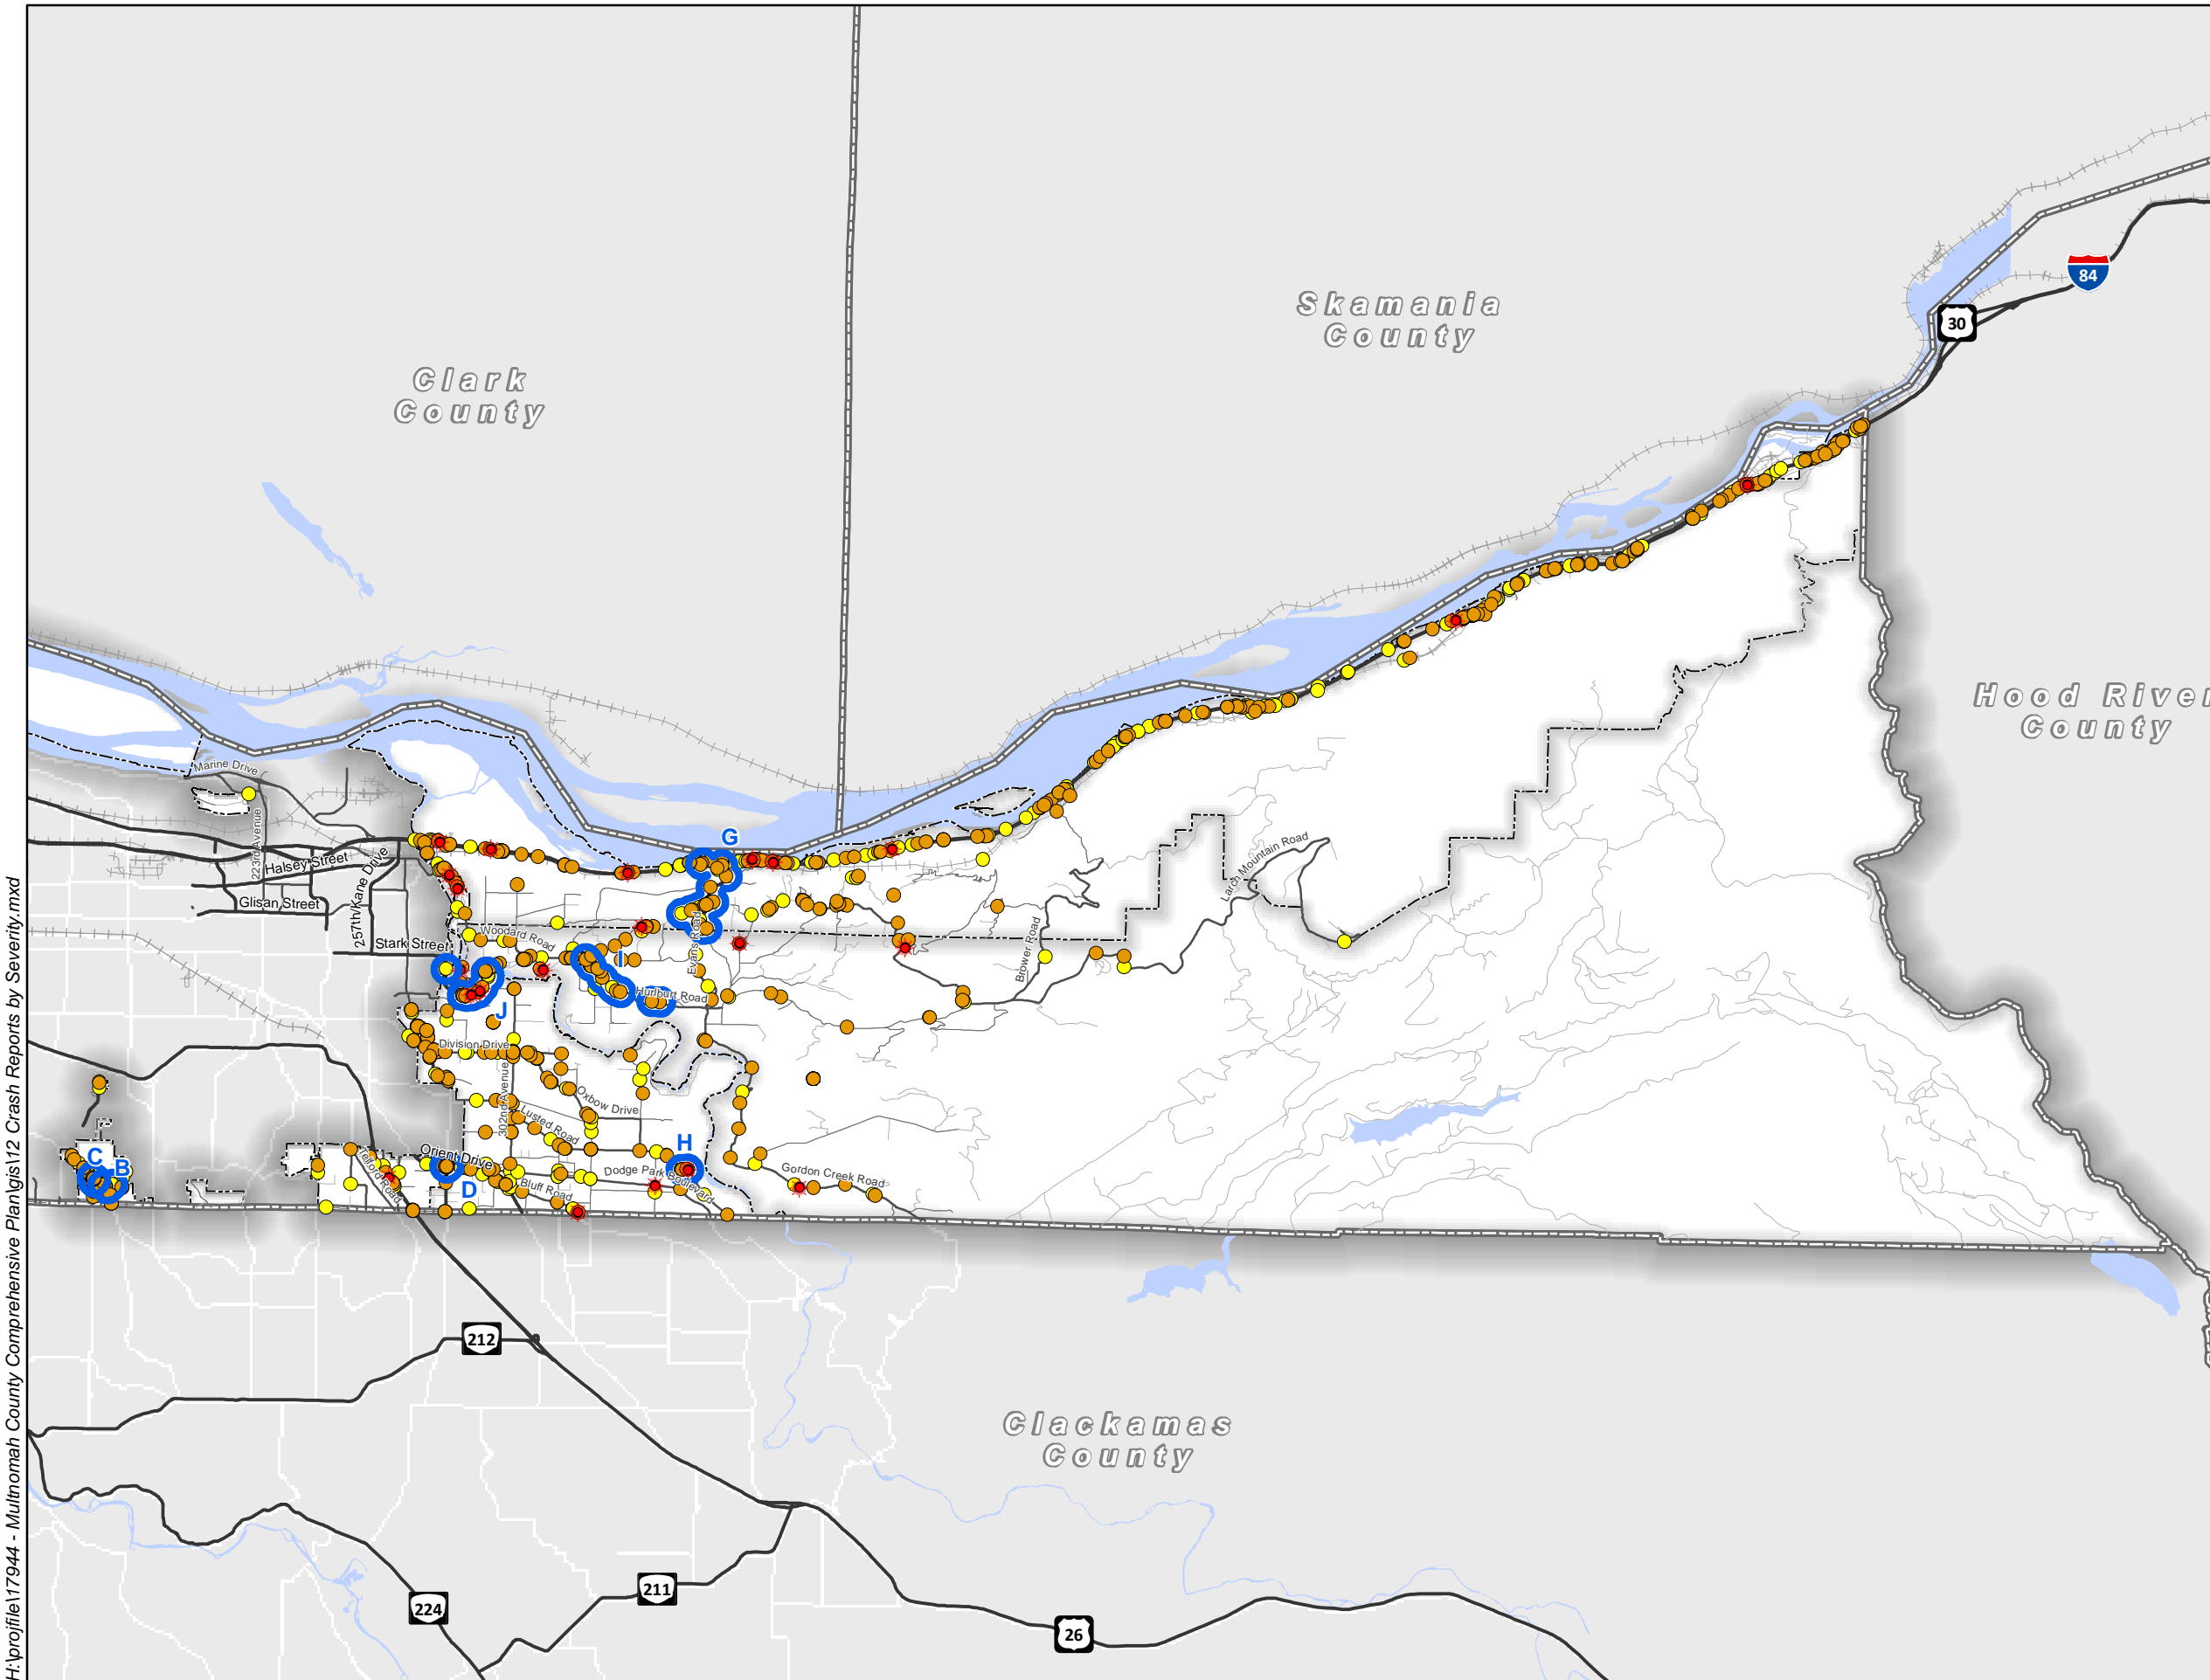 84
30
Skamania
County
Clark
County
Hood River
County
Marine Drive
223rd Avenue
Halsey Street
257th/Kane Drive
Glisan Street
Stark Street
G
Larch Mountain Road
Woodard Road
Evans Road
I
Brower Road
Hurlburt Road
J
Division Drive
302nd Avenue
Oxbow Drive
Lusted Road
H
C
B
Orient Drive
Telford Road
D
Dodge Park Boulevard
Bluff Road
Gordon Creek Road
212
Clackamas
County
211
224
26
H:\projfile\17944 - Multnomah County Comprehensive Plan\gis\12 Crash Reports by Severity.mxd